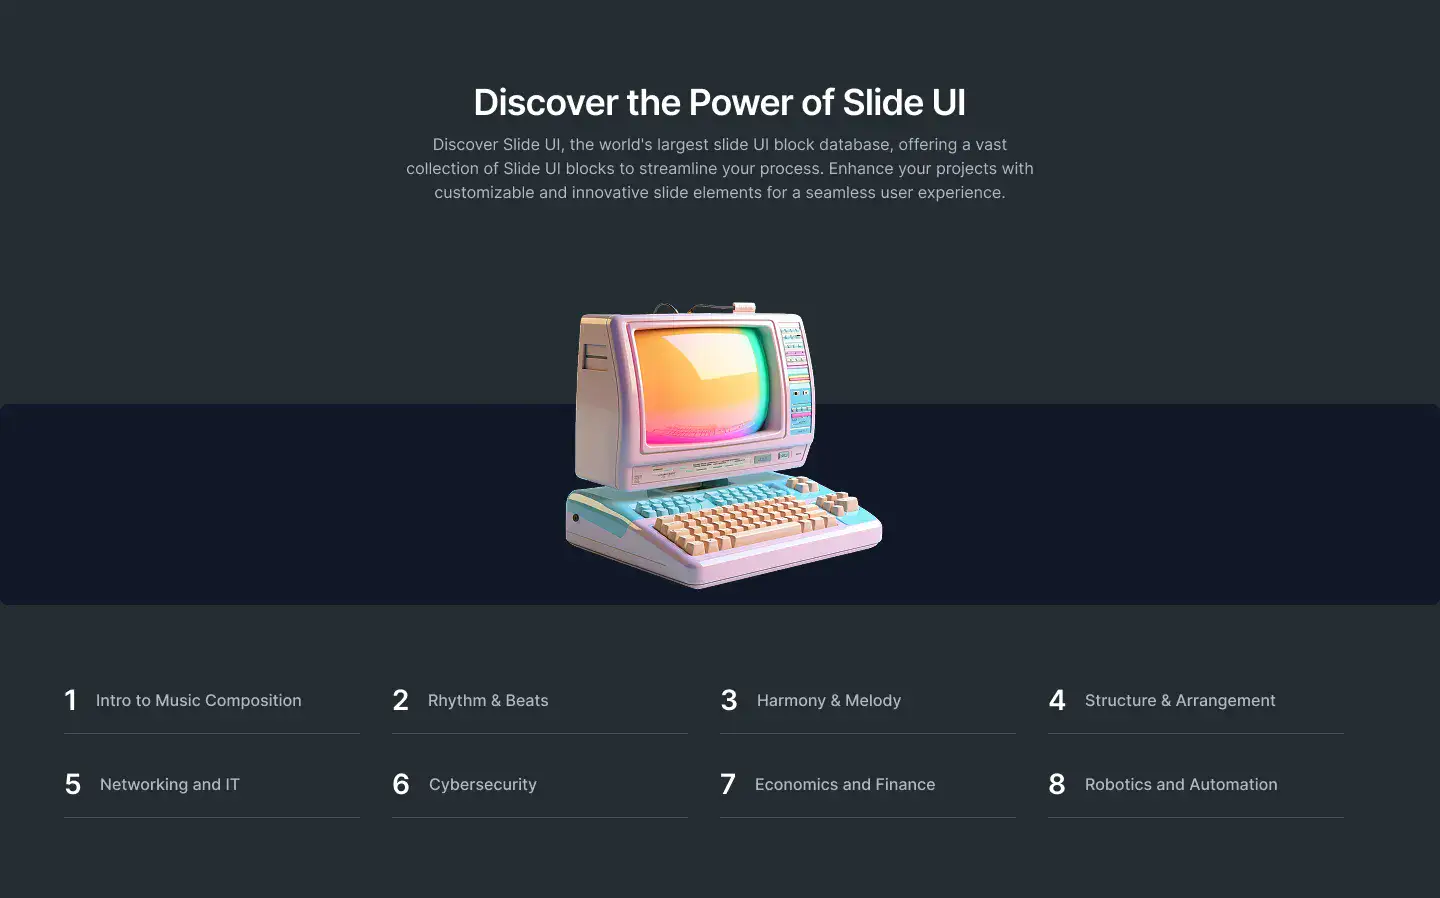 Discover the Power of Slide UI
Discover Slide UI, the world's largest slide UI block database, offering a vast
collection of Slide UI blocks to streamline your process. Enhance your projects with
customizable and innovative slide elements for a seamless user experience.
1 Intro to Music Composition
2 Rhythm & Beats
3 Harmony & Melody
4 Structure & Arrangement
5 Networking and IT
6 Cybersecurity
7 Economics and Finance
8 Robotics and Automation